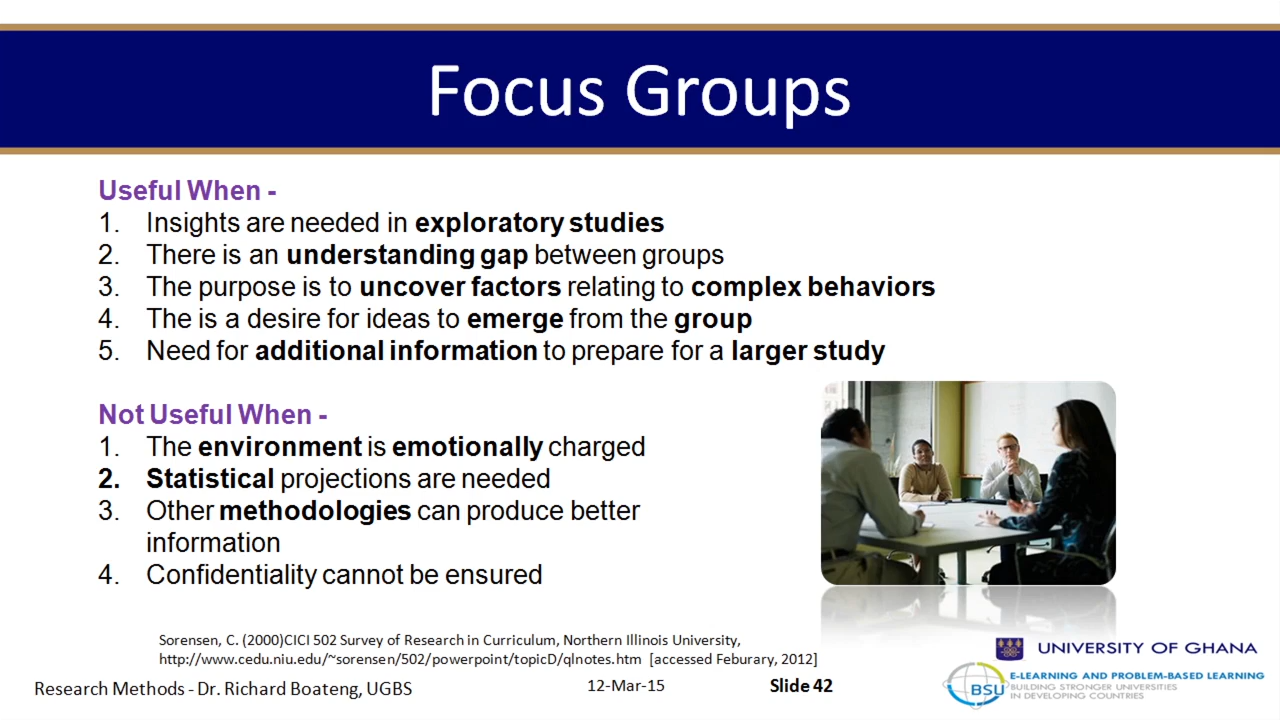 Focus Groups
Useful When -
1. Insights are needed in exploratory studies
2. There is an understanding gap between groups
3. The purpose is to uncover factors relating to complex behaviors
4. The is a desire for ideas to emerge from the group
5. Need for additional information to prepare for a larger study
Not Useful When -
1. The environment is emotionally charged
2. Statistical projections are needed
3. Other methodologies can produce better
information
4. Confidentiality cannot be ensured
Sorensen, C. (2000)CICI 502 Survey of Research in Curriculum, Northern Illinois University,
http://www.cedu.niu.edu/~sorensen/502/powerpoint/topicD/qlnotes.htm [accessed Feburary, 2012]
UNIVERSITY OF GHANA
Research Methods - Dr. Richard Boateng, UGBS
12-Mar-15
Slide 42
BSU
E-LEARNING AND PROBLEM-BASED LEARNING
BUILDING STRONGER UNIVERSITIES
IN DEVELOPING COUNTRIES